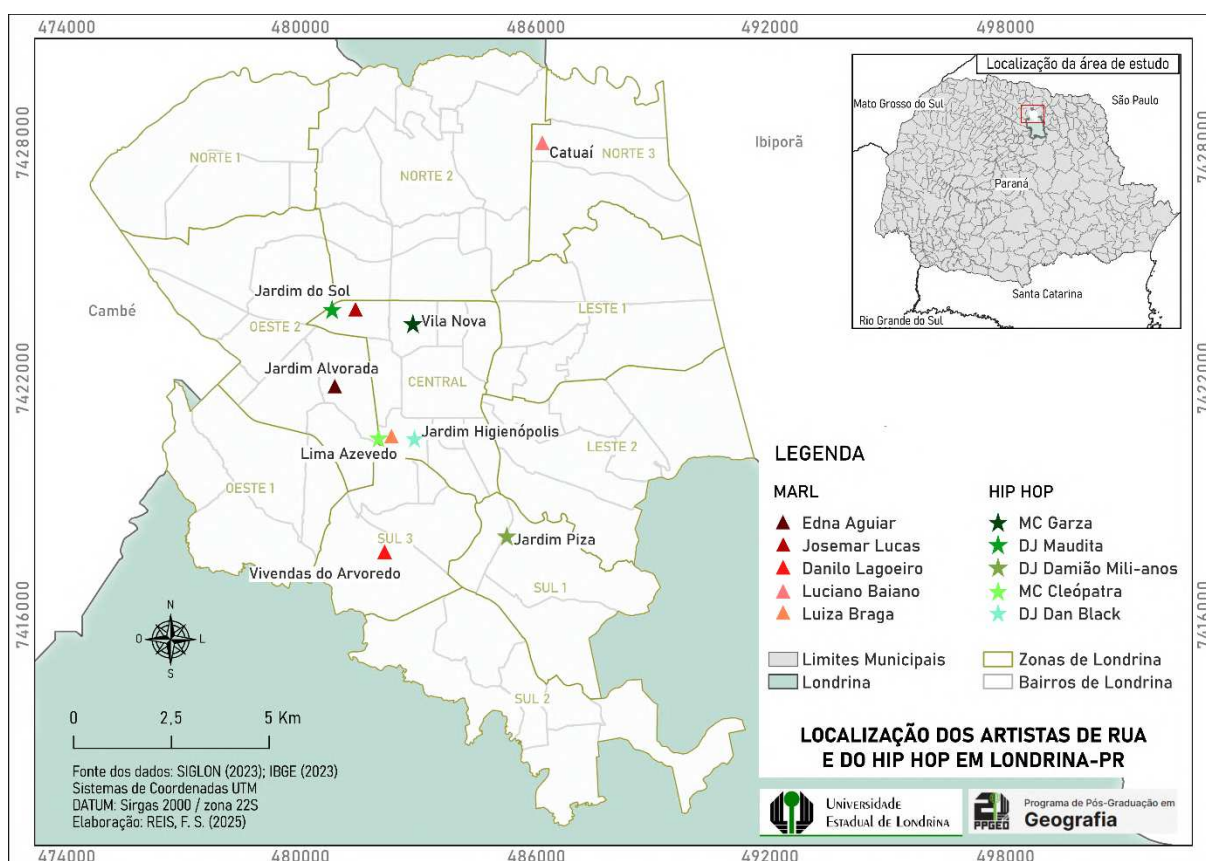 474000
480000
486000
492000
498000
7428000
7422000
7416000
7428000
7422000
7416000
Localização da área de estudo
Mato Grosso do Sul
São Paulo
Paraná
Santa Catarina
Rio Grande do Sul
Ibiporã
Cambé
NORTE 1
NORTE 2
Catuaí
NORTE 3
Jardim do Sol
OESTE 2
Vila Nova
LESTE 1
Jardim Alvorada
CENTRAL
Jardim Higienópolis
Lima Azevedo
LESTE 2
OESTE 1
SUL 3
Jardim Piza
Vivendas do Arvoredo
SUL 1
SUL 2
N
O
L
S
0 2,5 5 Km
Fonte dos dados: SIGLON (2023); IBGE (2023)
Sistemas de Coordenadas UTM
DATUM: Sirgas 2000 / zona 22S
Elaboração: REIS, F. S. (2025)
LEGENDA
MARL
Edna Aguiar
Josemar Lucas
Danilo Lagoeiro
Luciano Baiano
Luiza Braga
HIP HOP
MC Garza
DJ Maudita
DJ Damião Mili-anos
MC Cleópatra
DJ Dan Black
Limites Municipais
Londrina
Zonas de Londrina
Bairros de Londrina
LOCALIZAÇÃO DOS ARTISTAS DE RUA
E DO HIP HOP EM LONDRINA-PR
UNIVERSIDADE
ESTADUAL DE LONDRINA
PPGEO
Programa de Pós-Graduação em
Geografia
474000
480000
486000
492000
498000